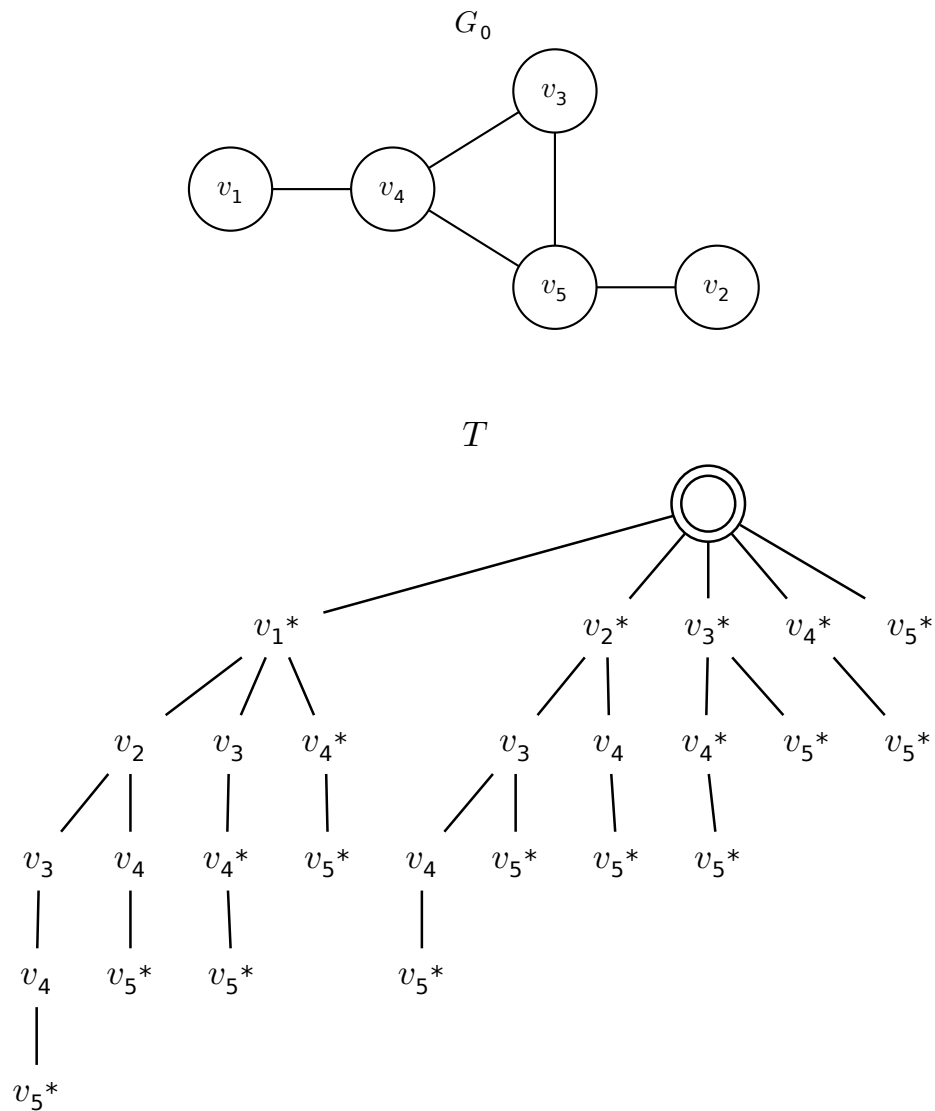 G₀
v₃
v₁ v₄
v₅ v₂
T
v₁* v₂* v₃* v₄* v₅*
v₂ v₃ v₄* v₃ v₄ v₄* v₅* v₅*
v₃ v₄ v₄* v₅* v₄ v₅* v₅* v₅*
v₄ v₅* v₅* v₅*
v₅*